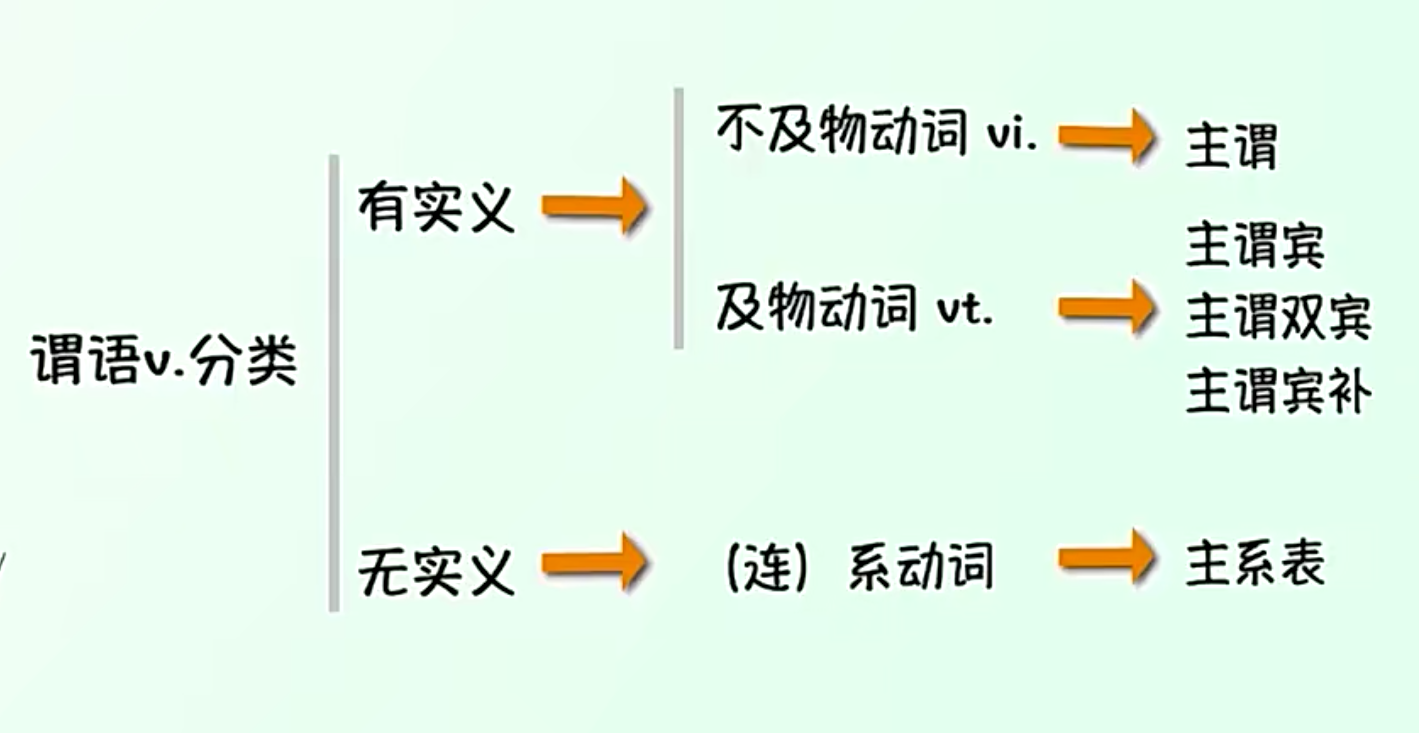 谓语v.分类
有实义
不及物动词 vi.
主谓
及物动词 vt.
主谓宾
主谓双宾
主谓宾补
无实义
(连) 系动词
主系表